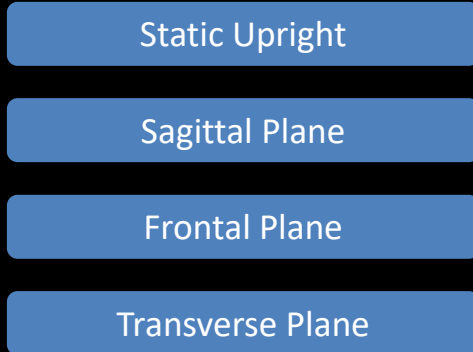 Static Upright
Sagittal Plane
Frontal Plane
Transverse Plane